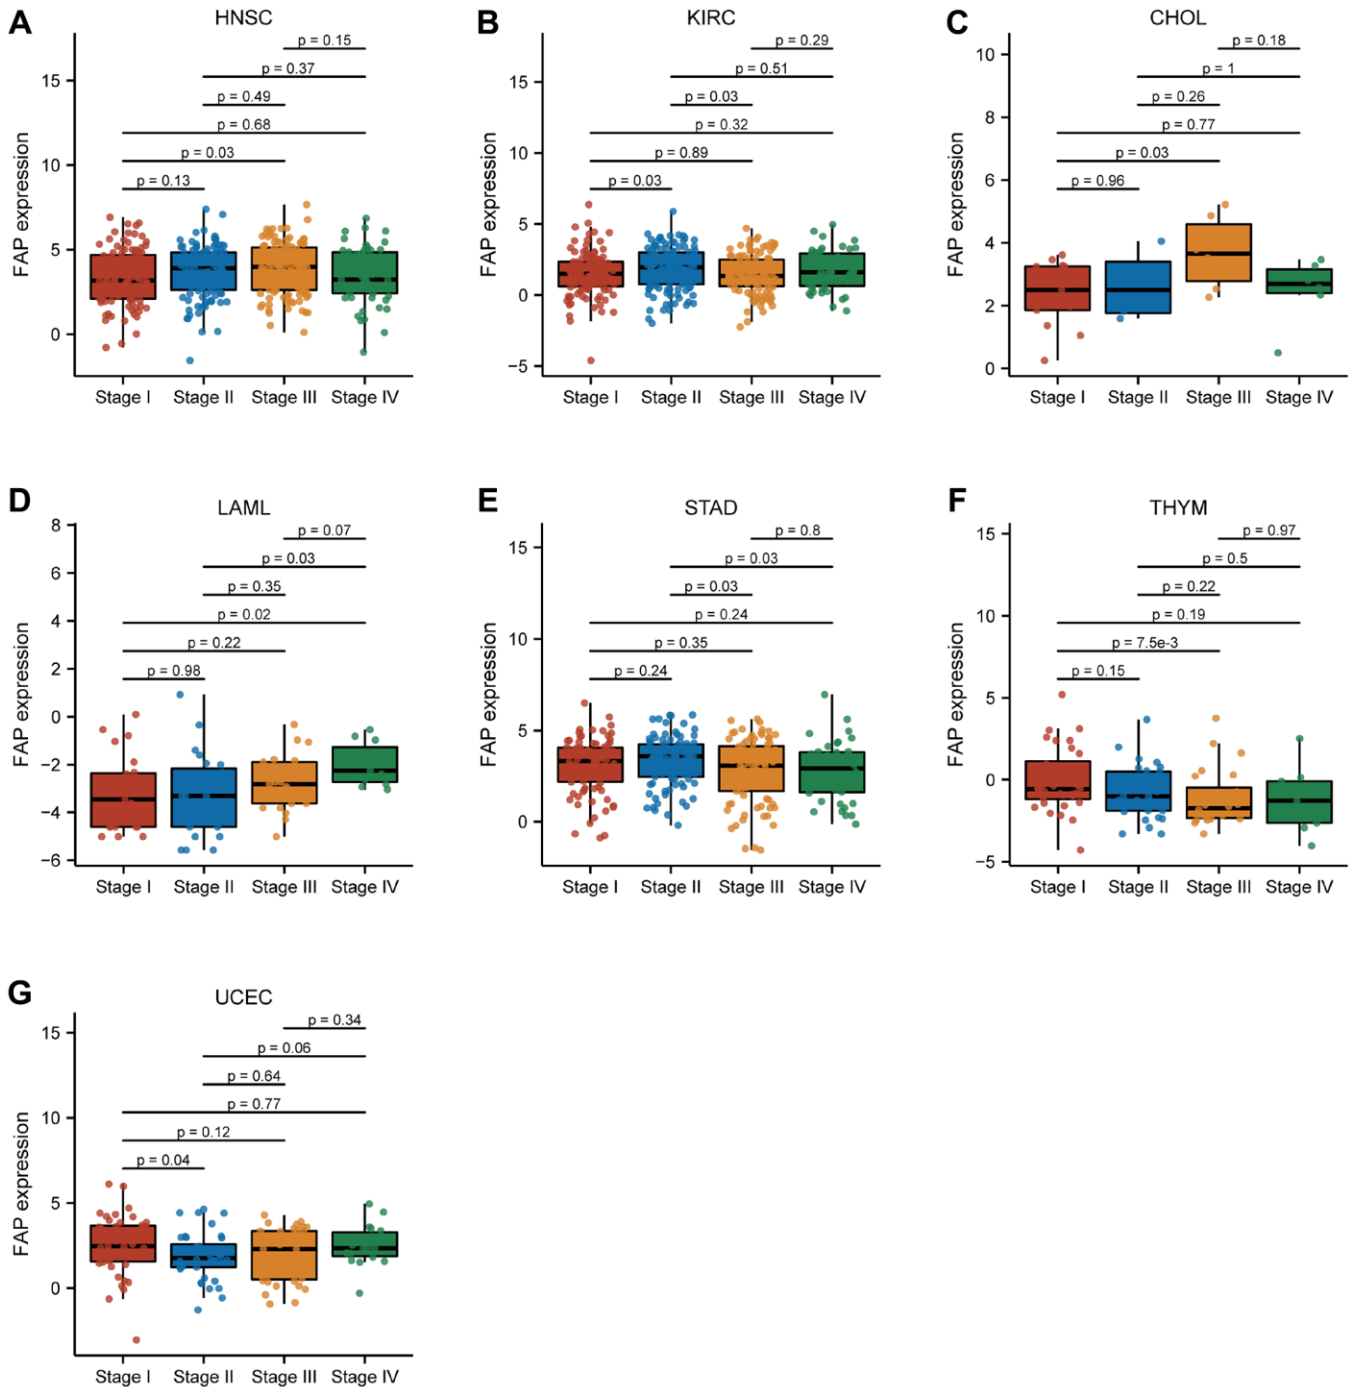 A
HNSC
p = 0.15
p = 0.37
p = 0.49
p = 0.68
p = 0.03
p = 0.13
FAP expression
15
10
5
0
Stage I Stage II Stage III Stage IV
B
KIRC
p = 0.29
p = 0.51
p = 0.03
p = 0.32
p = 0.89
p = 0.03
FAP expression
15
10
5
0
−5
Stage I Stage II Stage III Stage IV
C
CHOL
p = 0.18
p = 1
p = 0.26
p = 0.77
p = 0.03
p = 0.96
FAP expression
10
8
6
4
2
0
Stage I Stage II Stage III Stage IV
D
LAML
p = 0.07
p = 0.03
p = 0.35
p = 0.02
p = 0.22
p = 0.98
FAP expression
8
6
4
2
0
−2
−4
−6
Stage I Stage II Stage III Stage IV
E
STAD
p = 0.8
p = 0.03
p = 0.03
p = 0.24
p = 0.35
p = 0.24
FAP expression
15
10
5
0
Stage I Stage II Stage III Stage IV
F
THYM
p = 0.97
p = 0.5
p = 0.22
p = 0.19
p = 7.5e-3
p = 0.15
FAP expression
15
10
5
0
−5
Stage I Stage II Stage III Stage IV
G
UCEC
p = 0.34
p = 0.06
p = 0.64
p = 0.77
p = 0.12
p = 0.04
FAP expression
15
10
5
0
Stage I Stage II Stage III Stage IV